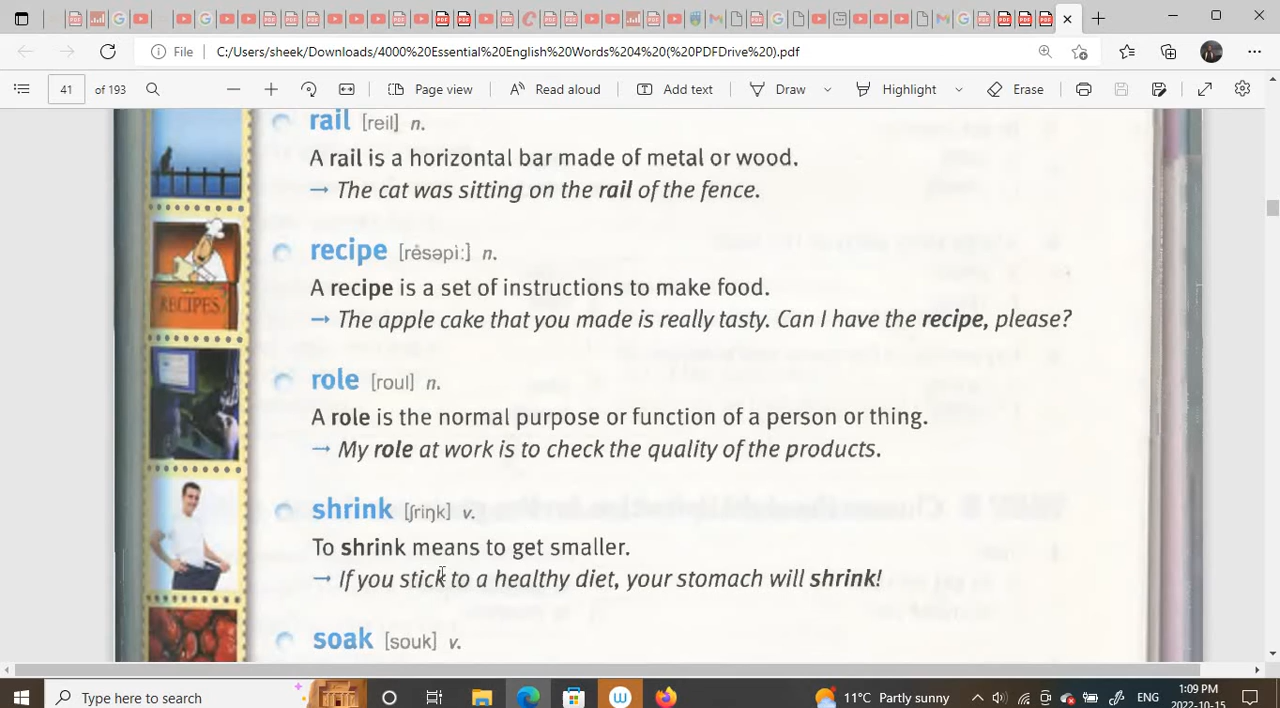 File
C:/Users/sheek/Downloads/4000%20Essential%20English%20Words%204%20(%20PDFDrive%20).pdf
41 of 193
Page view
Read aloud
Add text
Draw
Highlight
Erase
rail [reil] n.
A rail is a horizontal bar made of metal or wood.
→ The cat was sitting on the rail of the fence.
RECIPES
recipe [résəpì:] n.
A recipe is a set of instructions to make food.
→ The apple cake that you made is really tasty. Can I have the recipe, please?
role [roul] n.
A role is the normal purpose or function of a person or thing.
→ My role at work is to check the quality of the products.
shrink [ʃriŋk] v.
To shrink means to get smaller.
→ If you stick to a healthy diet, your stomach will shrink!
soak [souk] v.
Type here to search
11°C Partly sunny
ENG
1:09 PM
2022-10-15